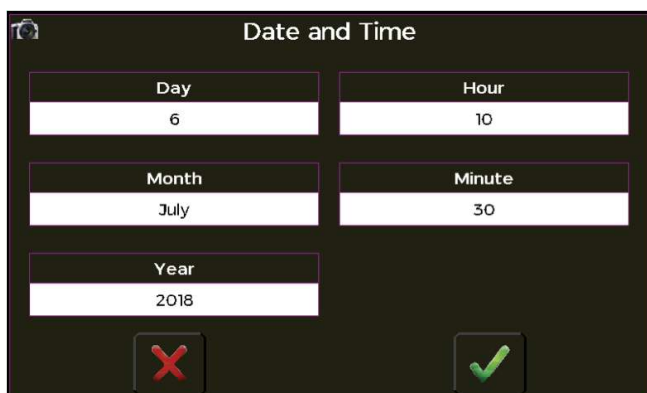 Date and Time
Day
6
Hour
10
Month
July
Minute
30
Year
2018